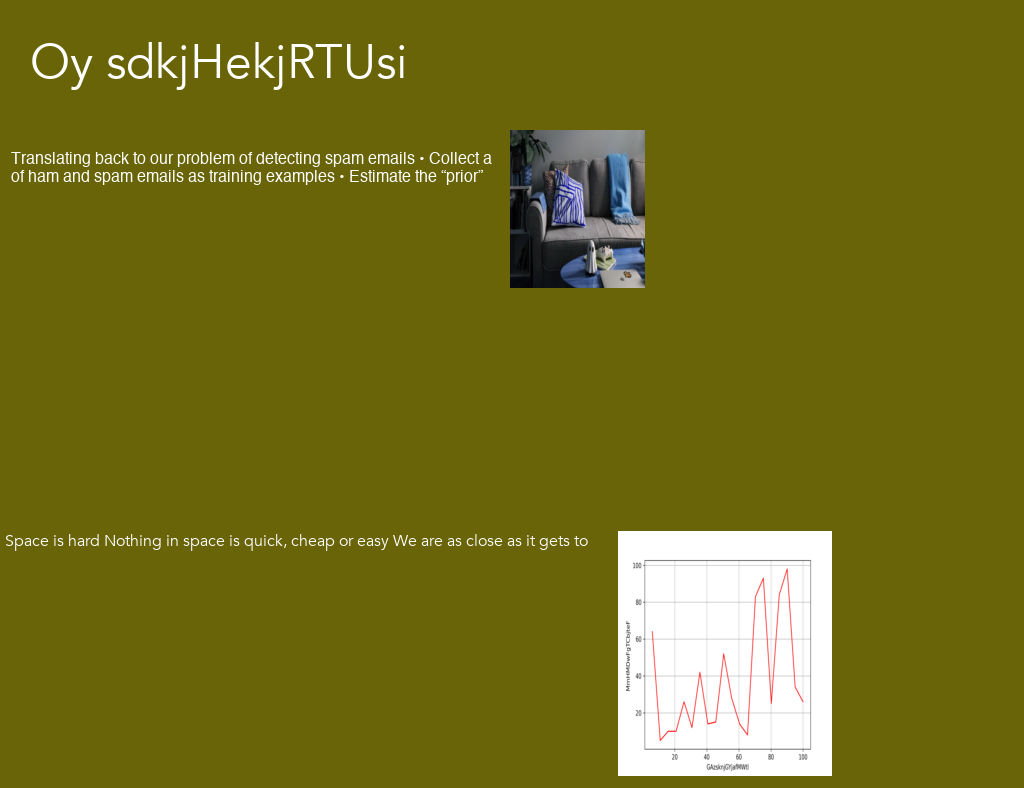 Oy sdkjHekjRTUsi
Translating back to our problem of detecting spam emails • Collect a
of ham and spam emails as training examples • Estimate the “prior”
Space is hard Nothing in space is quick, cheap or easy We are as close as it gets to
100
80
60
40
20
20 40 60 80 100